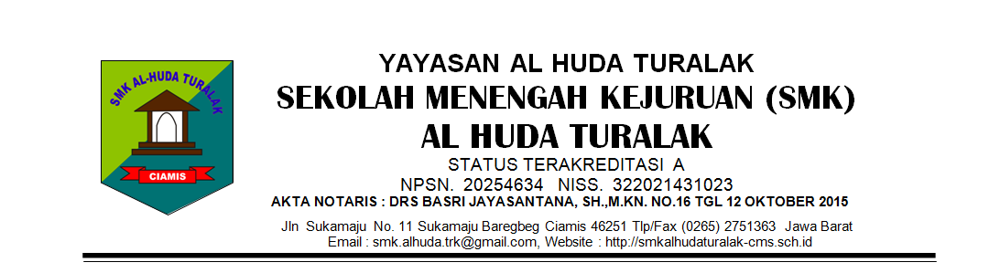 SMK AL-HUDA TURALAK
CIAMIS
YAYASAN AL HUDA TURALAK
SEKOLAH MENENGAH KEJURUAN (SMK)
AL HUDA TURALAK
STATUS TERAKREDITASI A
NPSN. 20254634 NISS. 322021431023
AKTA NOTARIS : DRS BASRI JAYASANTANA, SH.,M.KN. NO.16 TGL 12 OKTOBER 2015
Jln Sukamaju No. 11 Sukamaju Baregbeg Ciamis 46251 Tlp/Fax (0265) 2751363 Jawa Barat
Email : smk.alhuda.trk@gmail.com, Website : http://smkalhudaturalak-cms.sch.id